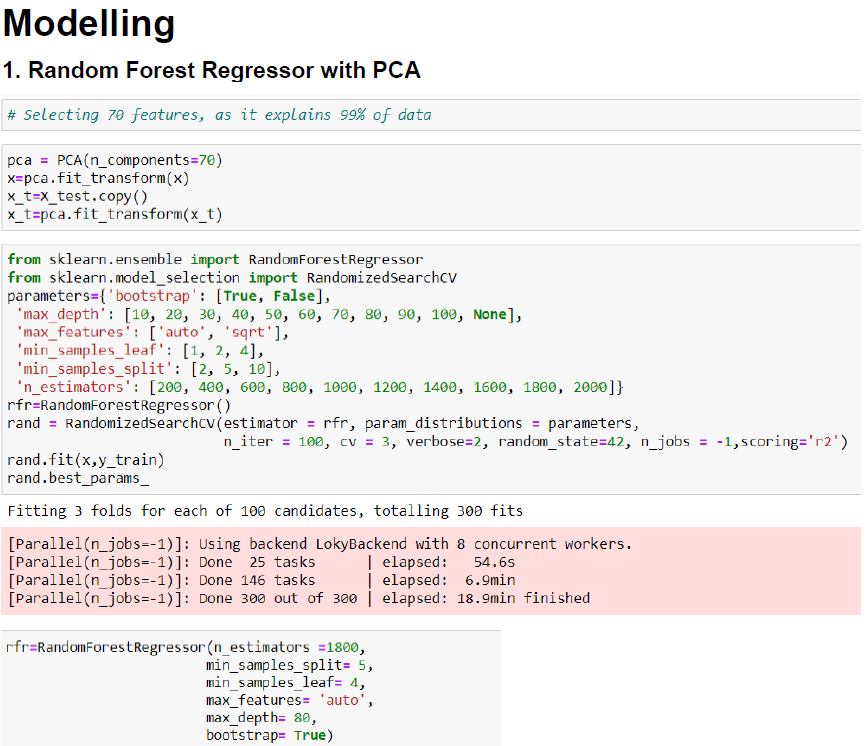 Modelling
1. Random Forest Regressor with PCA
# Selecting 70 features, as it explains 99% of data
pca = PCA(n_components=70)
x=pca.fit_transform(x)
x_t=X_test.copy()
x_t=pca.fit_transform(x_t)
from sklearn.ensemble import RandomForestRegressor
from sklearn.model_selection import RandomizedSearchCV
parameters={'bootstrap': [True, False],
'max_depth': [10, 20, 30, 40, 50, 60, 70, 80, 90, 100, None],
'max_features': ['auto', 'sqrt'],
'min_samples_leaf': [1, 2, 4],
'min_samples_split': [2, 5, 10],
'n_estimators': [200, 400, 600, 800, 1000, 1200, 1400, 1600, 1800, 2000]}
rfr=RandomForestRegressor()
rand = RandomizedSearchCV(estimator = rfr, param_distributions = parameters,
n_iter = 100, cv = 3, verbose=2, random_state=42, n_jobs = -1,scoring='r2')
rand.fit(x,y_train)
rand.best_params_
Fitting 3 folds for each of 100 candidates, totalling 300 fits
[Parallel(n_jobs=-1)]: Using backend LokyBackend with 8 concurrent workers.
[Parallel(n_jobs=-1)]: Done  25 tasks      | elapsed:   54.6s
[Parallel(n_jobs=-1)]: Done 146 tasks      | elapsed:  6.9min
[Parallel(n_jobs=-1)]: Done 300 out of 300 | elapsed: 18.9min finished
rfr=RandomForestRegressor(n_estimators =1800,
min_samples_split= 5,
min_samples_leaf= 4,
max_features= 'auto',
max_depth= 80,
bootstrap= True)